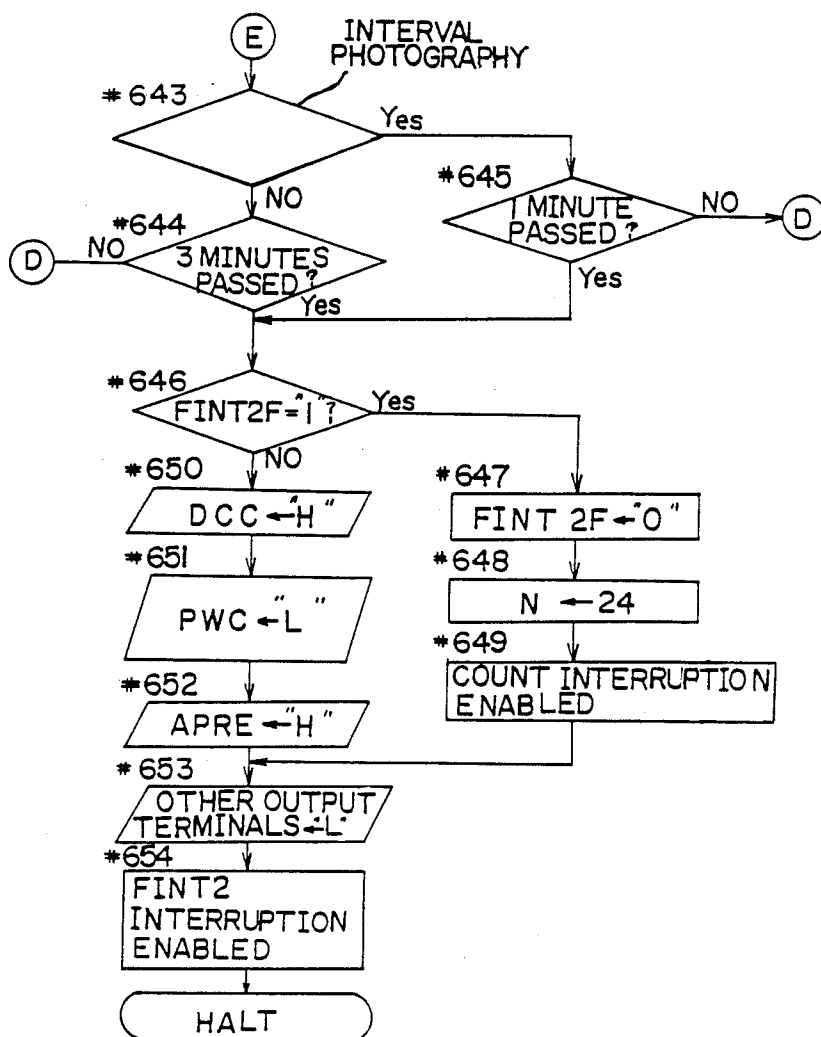 E
INTERVAL
PHOTOGRAPHY
#643
Yes
NO
#645
1 MINUTE
PASSED?
NO
D
Yes
#644
NO
D
3 MINUTES
PASSED?
Yes
#646
FINT2F="1"?
Yes
NO
#650
DCC←"H"
#647
FINT 2F←"0"
#651
PWC←"L"
#648
N ←24
#649
COUNT INTERRUPTION
ENABLED
#652
APRE←"H"
#653
OTHER OUTPUT
TERMINALS←"L"
#654
FINT2
INTERRUPTION
ENABLED
HALT